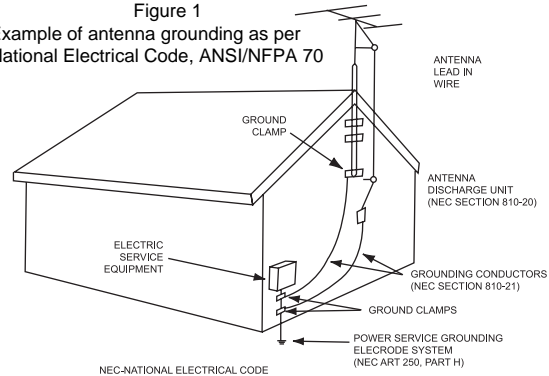 Figure 1
Example of antenna grounding as per
National Electrical Code, ANSI/NFPA 70
ANTENNA
LEAD IN
WIRE
GROUND
CLAMP
ANTENNA
DISCHARGE UNIT
(NEC SECTION 810-20)
ELECTRIC
SERVICE
EQUIPMENT
GROUNDING CONDUCTORS
(NEC SECTION 810-21)
GROUND CLAMPS
POWER SERVICE GROUNDING
ELECRODE SYSTEM
(NEC ART 250, PART H)
NEC-NATIONAL ELECTRICAL CODE